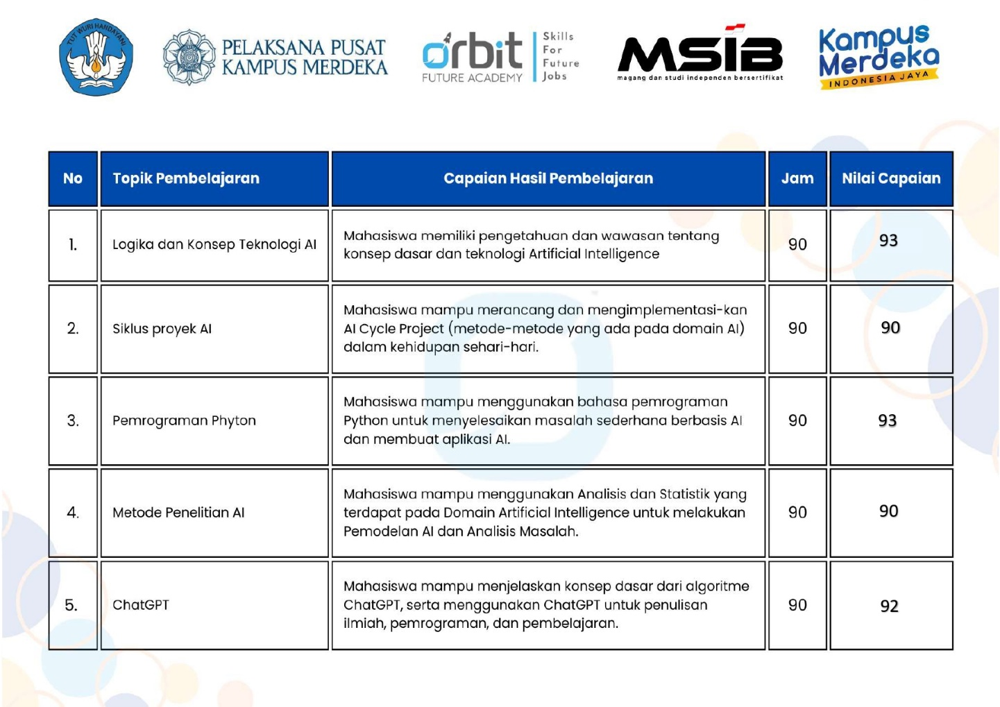 TUT WURI HANDAYANI
PELAKSANA PUSAT
KAMPUS MERDEKA
orbit
FUTURE ACADEMY
Skills
For
Future
Jobs
MSIB
magang dan studi independen bersertifikat
Kampus
Merdeka
INDONESIA JAYA
No Topik Pembelajaran Capaian Hasil Pembelajaran Jam Nilai Capaian
1. Logika dan Konsep Teknologi AI Mahasiswa memiliki pengetahuan dan wawasan tentang 90 93
konsep dasar dan teknologi Artificial Intelligence
Mahasiswa mampu merancang dan mengimplementasi-kan
2. Siklus proyek AI AI Cycle Project (metode-metode yang ada pada domain AI) 90 90
dalam kehidupan sehari-hari.
Mahasiswa mampu menggunakan bahasa pemrograman
3. Pemrograman Phyton Python untuk menyelesaikan masalah sederhana berbasis AI 90 93
dan membuat aplikasi AI.
Mahasiswa mampu menggunakan Analisis dan Statistik yang
4. Metode Penelitian AI terdapat pada Domain Artificial Intelligence untuk melakukan 90 90
Pemodelan AI dan Analisis Masalah.
Mahasiswa mampu menjelaskan konsep dasar dari algoritme
5. ChatGPT ChatGPT, serta menggunakan ChatGPT untuk penulisan 90 92
ilmiah, pemrograman, dan pembelajaran.